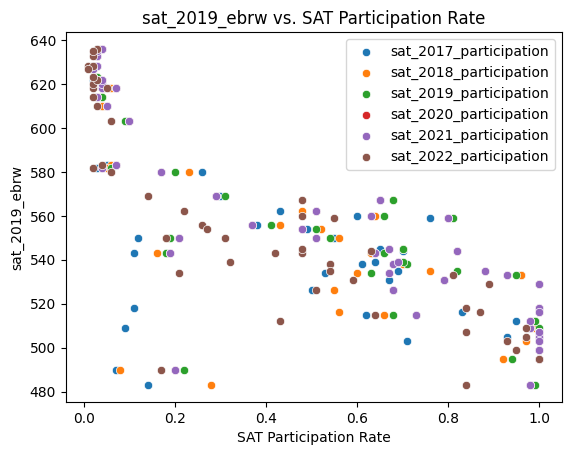 sat_2019_ebrw vs. SAT Participation Rate
sat_2017_participation
sat_2018_participation
sat_2019_participation
sat_2020_participation
sat_2021_participation
sat_2022_participation
sat_2019_ebrw
640
620
600
580
560
540
520
500
480
0.0 0.2 0.4 0.6 0.8 1.0
SAT Participation Rate